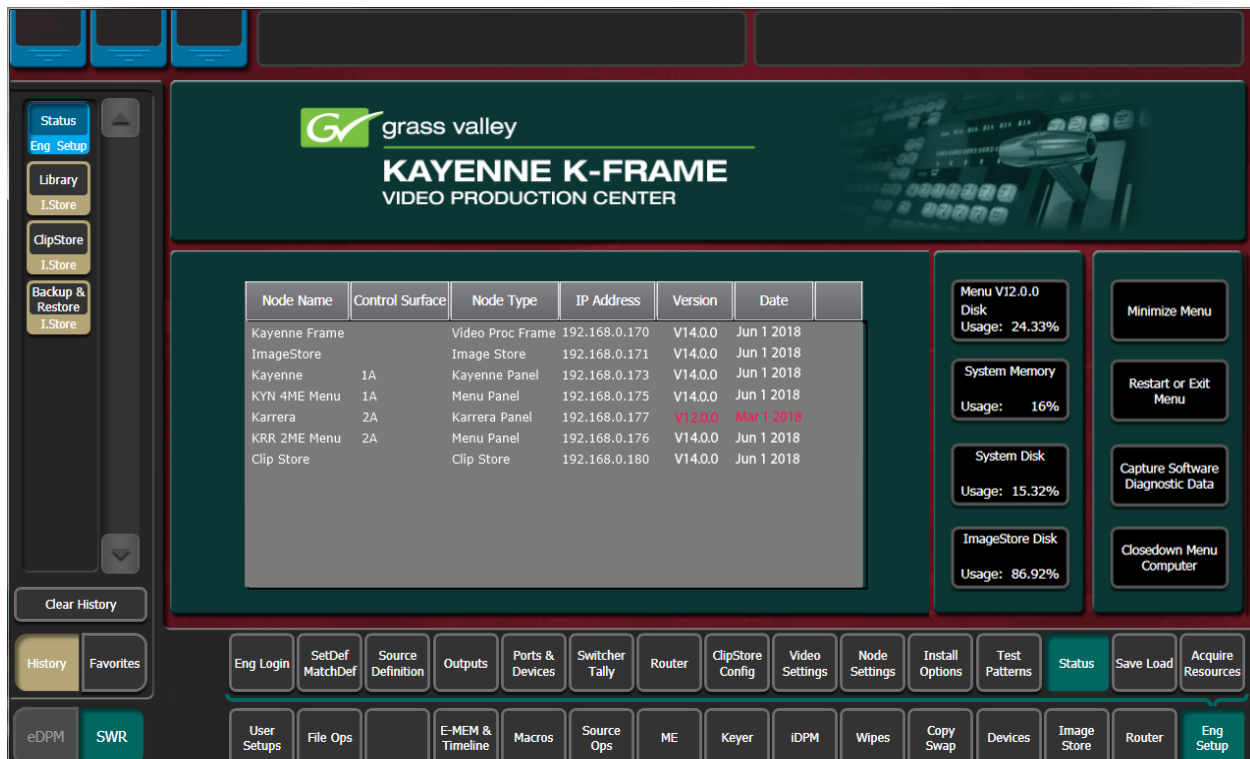 grass valley
KAYENNE K-FRAME
VIDEO PRODUCTION CENTER
Status
Eng Setup
Library
I.Store
ClipStore
I.Store
Backup &
Restore
I.Store
Clear History
History
Favorites
eDPM
SWR
Node Name Control Surface Node Type IP Address Version Date
Kayenne Frame Video Proc Frame 192.168.0.170 V14.0.0 Jun 1 2018
ImageStore Image Store 192.168.0.171 V14.0.0 Jun 1 2018
Kayenne 1A Kayenne Panel 192.168.0.173 V14.0.0 Jun 1 2018
KYN 4ME Menu 1A Menu Panel 192.168.0.175 V14.0.0 Jun 1 2018
Karrera 2A Karrera Panel 192.168.0.177 V12.0.0 Mar 1 2018
KRR 2ME Menu 2A Menu Panel 192.168.0.176 V14.0.0 Jun 1 2018
Clip Store Clip Store 192.168.0.180 V14.0.0 Jun 1 2018
Menu V12.0.0
Disk
Usage: 24.33%
System Memory
Usage: 16%
System Disk
Usage: 15.32%
ImageStore Disk
Usage: 86.92%
Minimize Menu
Restart or Exit
Menu
Capture Software
Diagnostic Data
Closedown Menu
Computer
Eng Login
SetDef
MatchDef
Source
Definition
Outputs
Ports &
Devices
Switcher
Tally
Router
ClipStore
Config
Video
Settings
Node
Settings
Install
Options
Test
Patterns
Status
Save Load
Acquire
Resources
User
Setups
File Ops
E-MEM &
Timeline
Macros
Source
Ops
ME
Keyer
iDPM
Wipes
Copy
Swap
Devices
Image
Store
Router
Eng
Setup